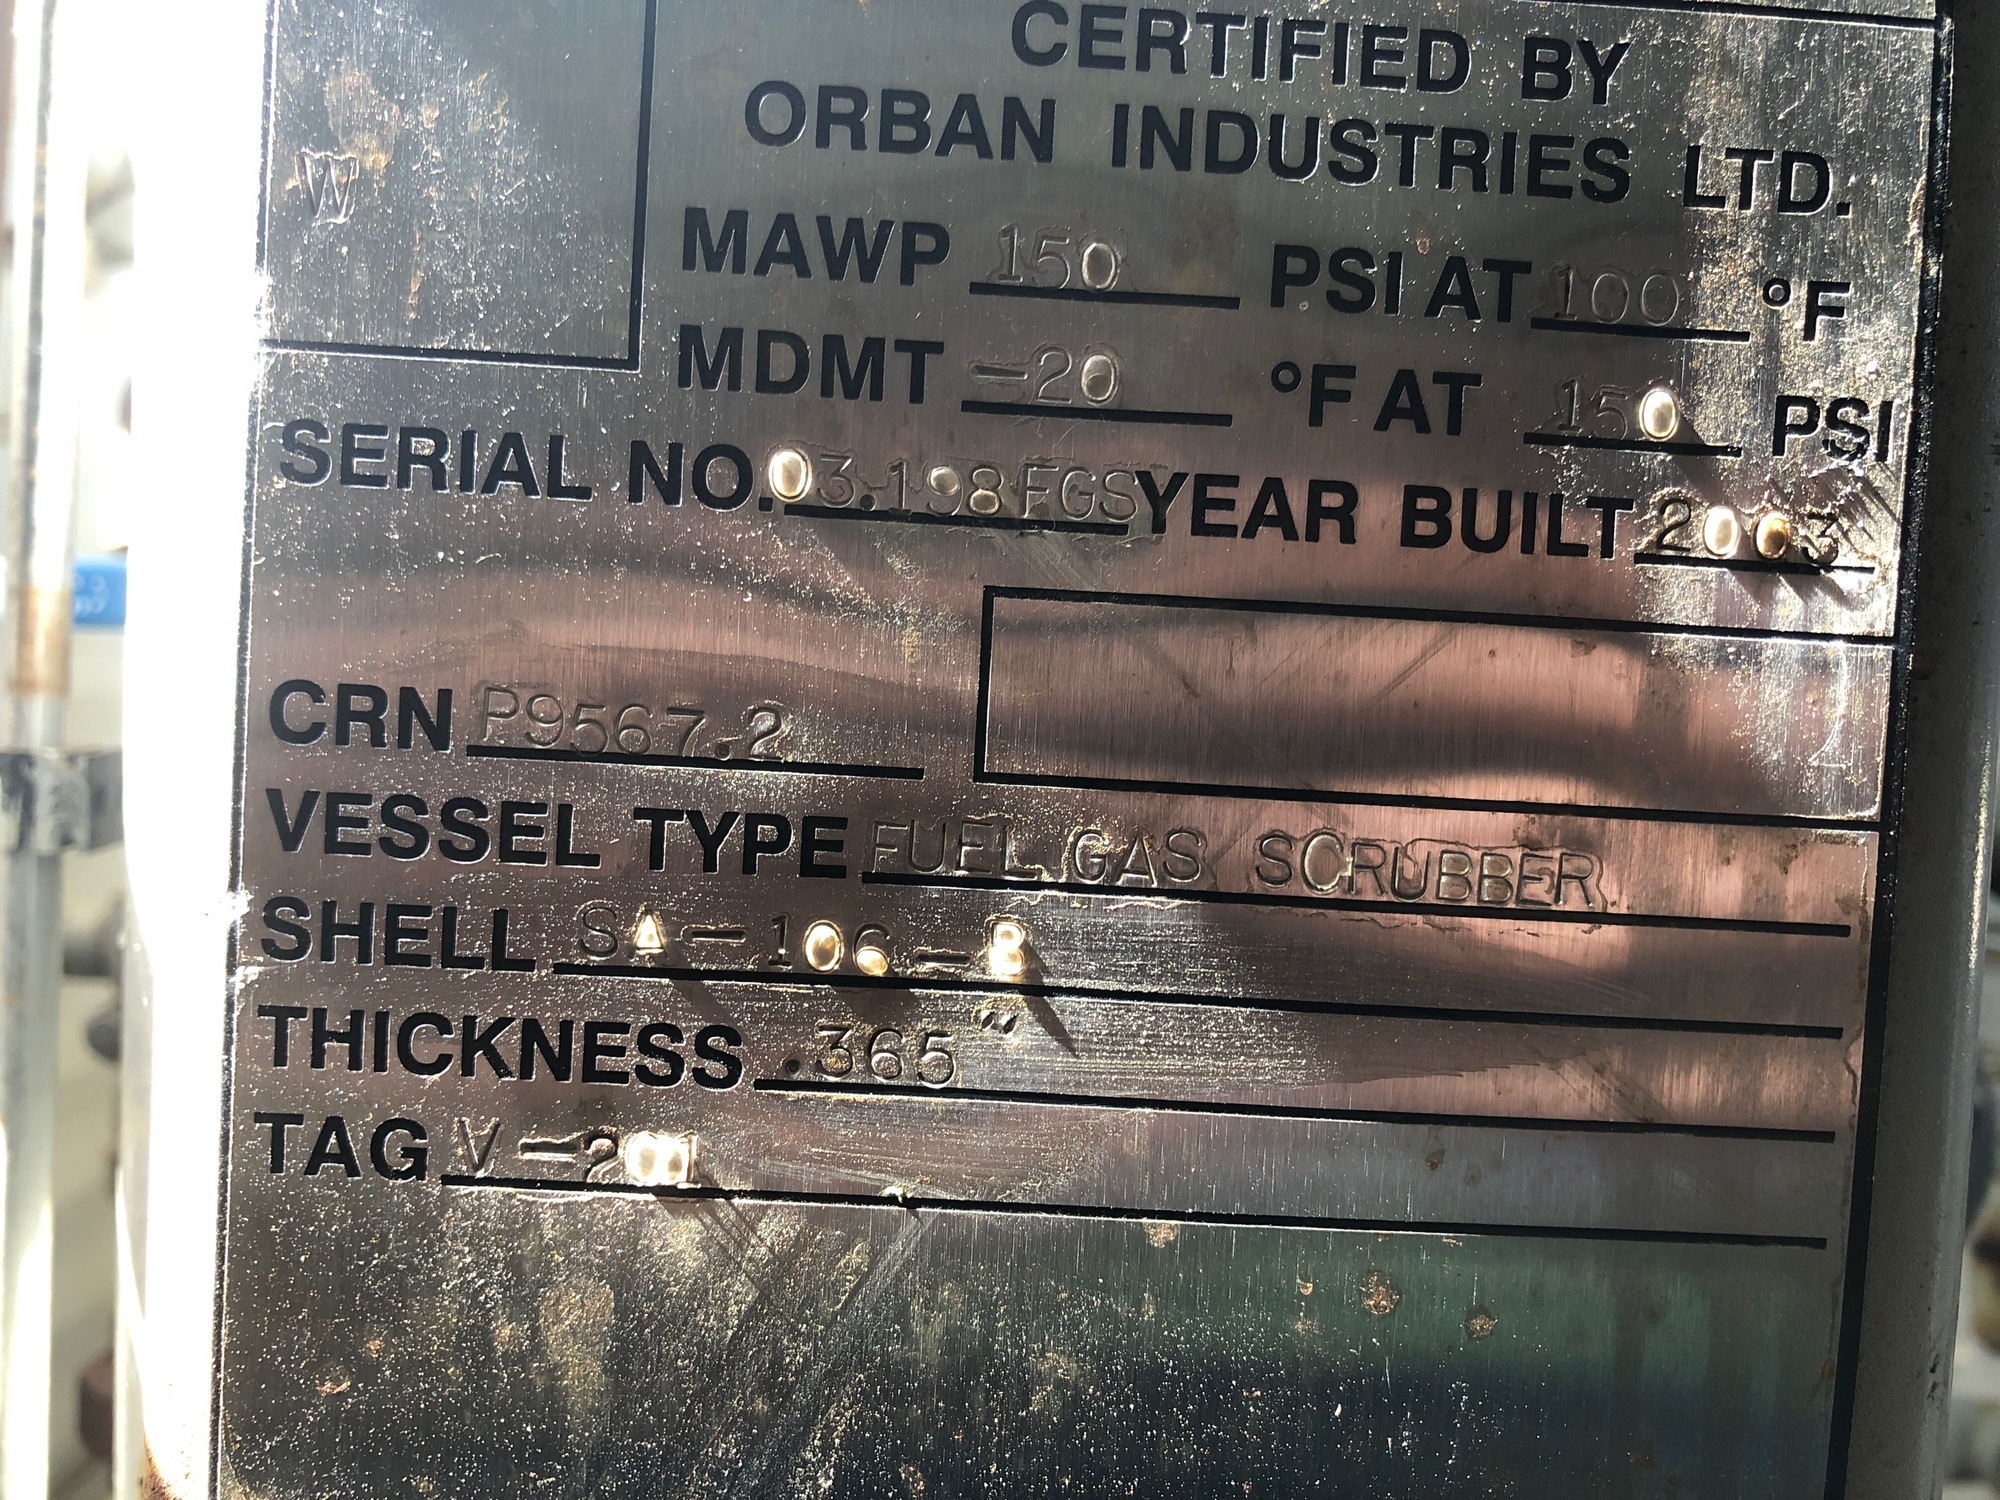 CERTIFIED BY
ORBAN INDUSTRIES LTD.
W
MAWP 150 PSI AT 100 °F
MDMT -20 °F AT 150 PSI
SERIAL NO. 03.198FGS YEAR BUILT 2003
CRN P9567.2
VESSEL TYPE FUEL GAS SCRUBBER
SHELL SA-106-B
THICKNESS .365"
TAG